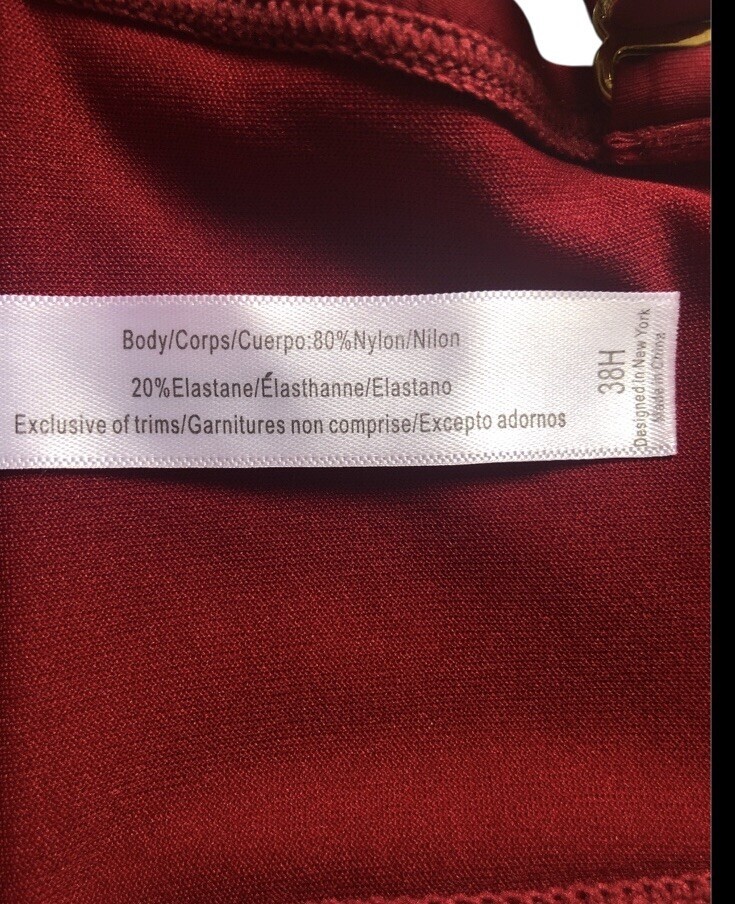 Body/Corps/Cuerpo:80%Nylon/Nilon
20%Elastane/Élasthanne/Elastano
Exclusive of trims/Garnitures non comprise/Excepto adornos
38H
Designed In New York
Made in China